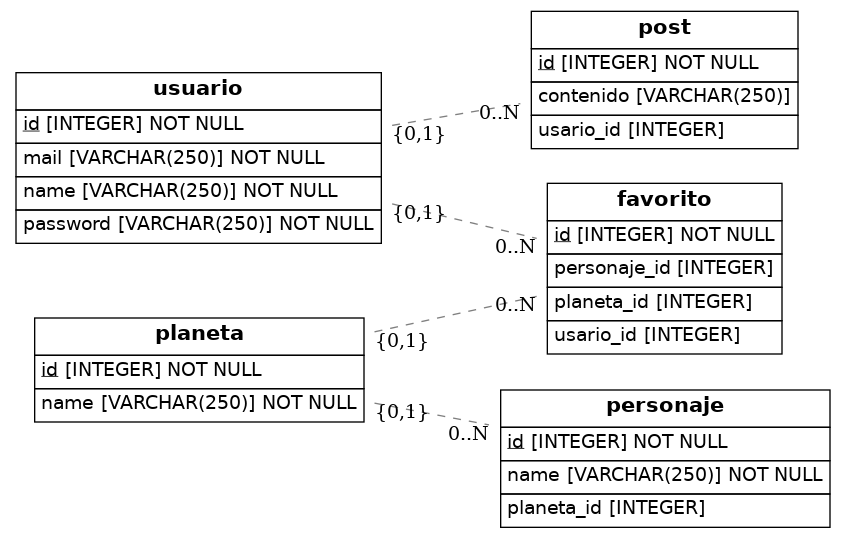 usuario
id [INTEGER] NOT NULL
mail [VARCHAR(250)] NOT NULL
name [VARCHAR(250)] NOT NULL
password [VARCHAR(250)] NOT NULL
{0,1}
0..N
post
id [INTEGER] NOT NULL
contenido [VARCHAR(250)]
usario_id [INTEGER]
{0,1}
0..N
favorito
id [INTEGER] NOT NULL
personaje_id [INTEGER]
planeta_id [INTEGER]
usario_id [INTEGER]
planeta
id [INTEGER] NOT NULL
name [VARCHAR(250)] NOT NULL
{0,1}
0..N
{0,1}
0..N
personaje
id [INTEGER] NOT NULL
name [VARCHAR(250)] NOT NULL
planeta_id [INTEGER]